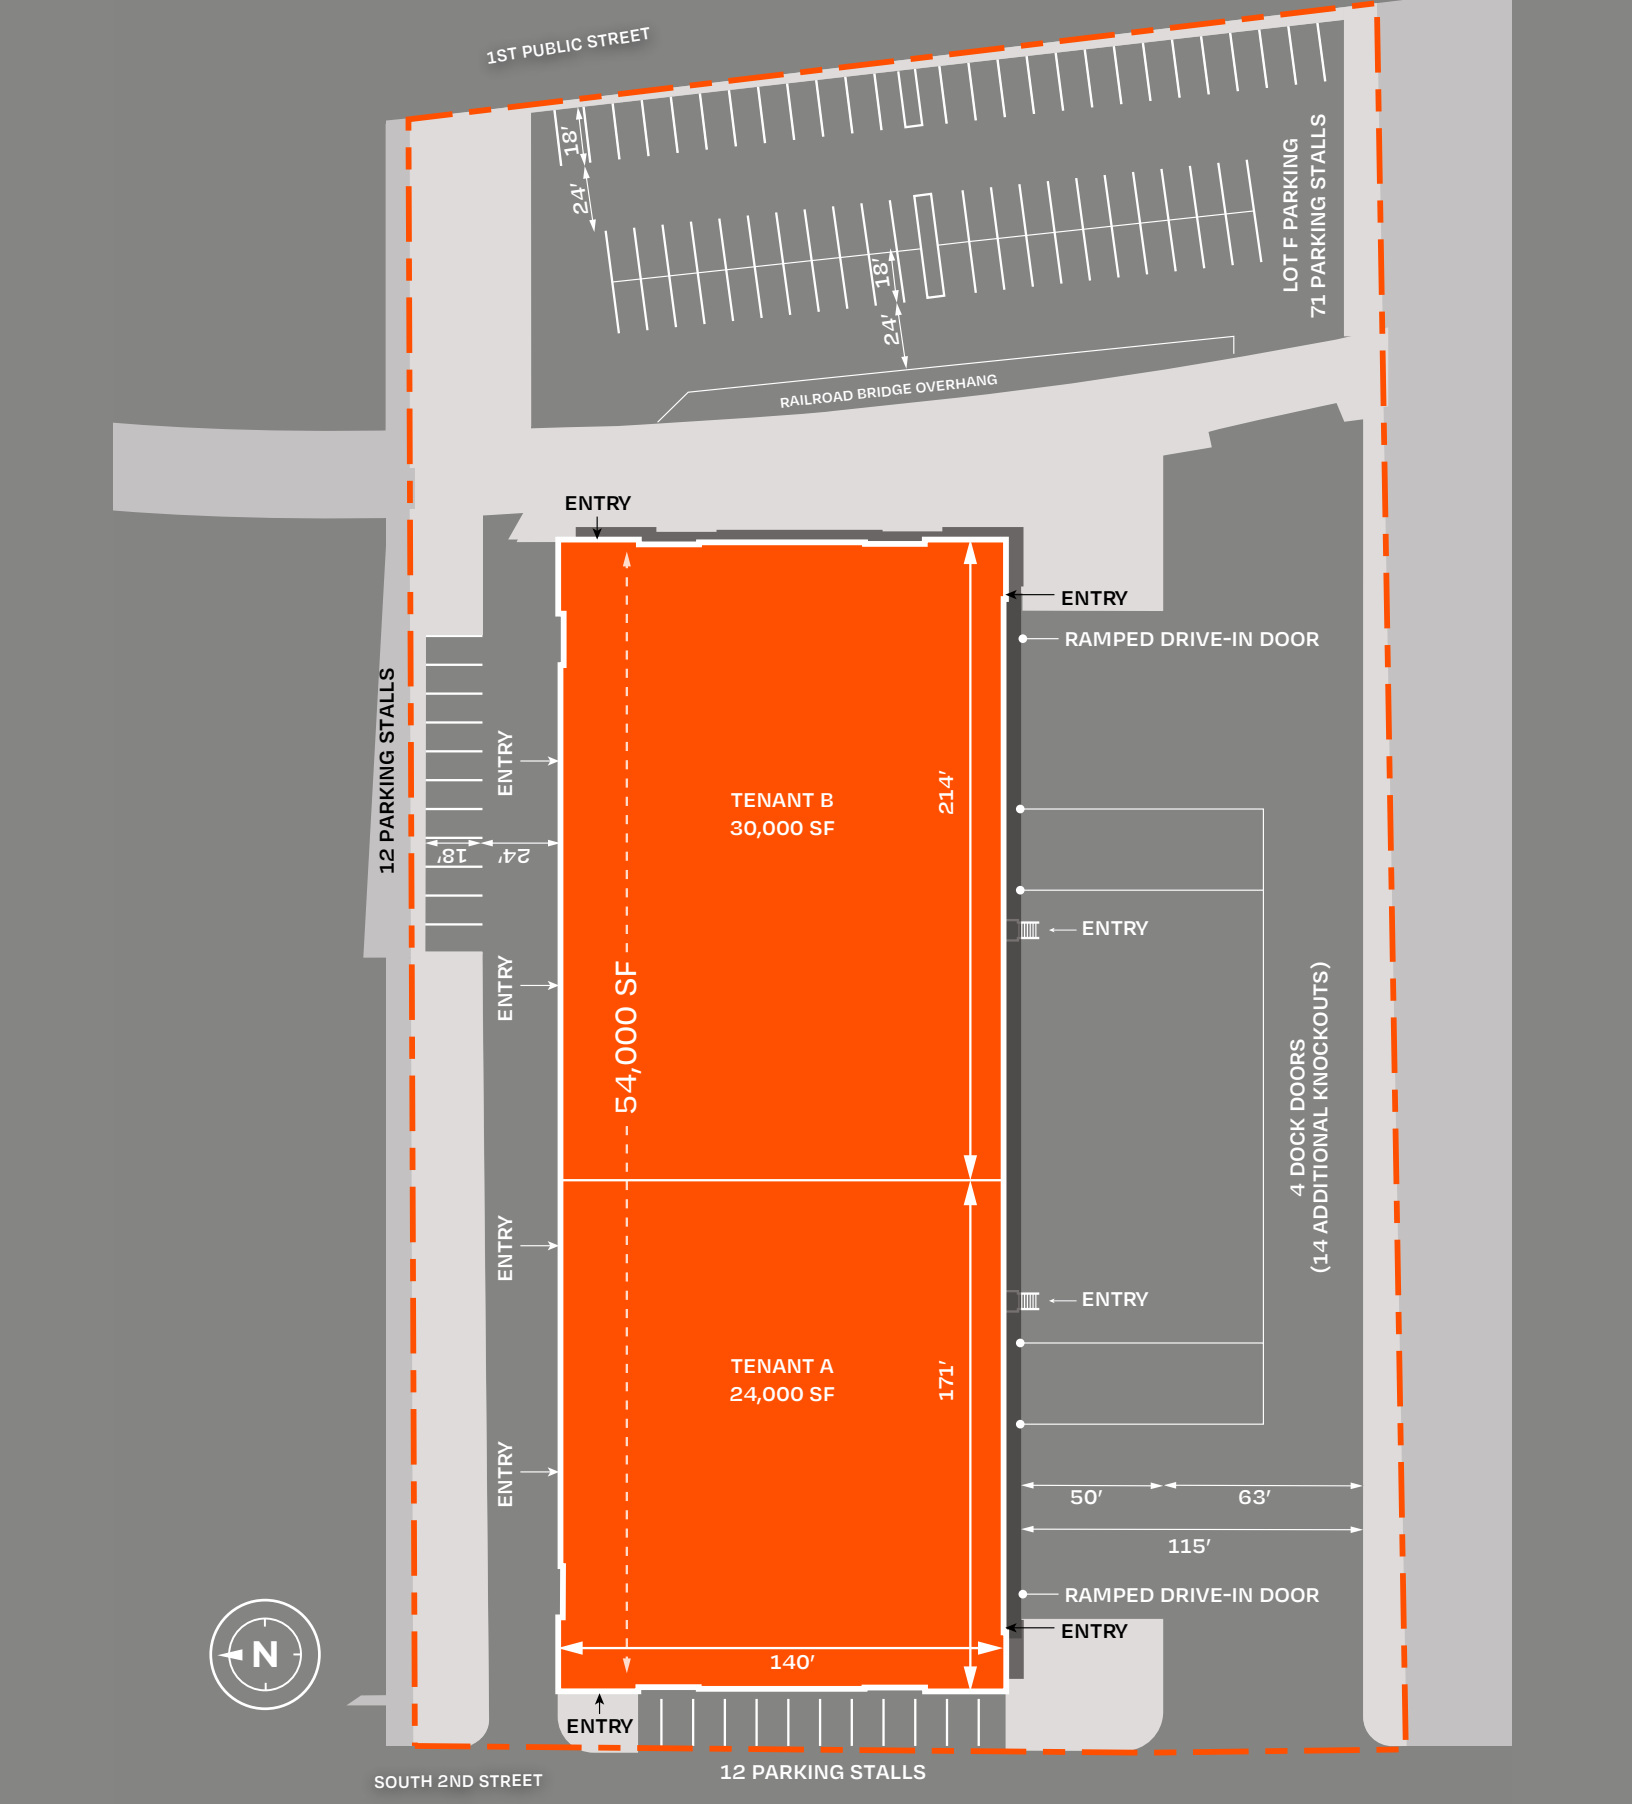 1ST PUBLIC STREET
18′
24′
18′
24′
LOT F PARKING
71 PARKING STALLS
RAILROAD BRIDGE OVERHANG
ENTRY
ENTRY
RAMPED DRIVE-IN DOOR
12 PARKING STALLS
ENTRY
TENANT B
30,000 SF
214′
18′
24′
ENTRY
ENTRY
54,000 SF
4 DOCK DOORS
(14 ADDITIONAL KNOCKOUTS)
ENTRY
ENTRY
TENANT A
24,000 SF
171′
ENTRY
50′
63′
115′
RAMPED DRIVE-IN DOOR
ENTRY
N
140′
ENTRY
12 PARKING STALLS
SOUTH 2ND STREET